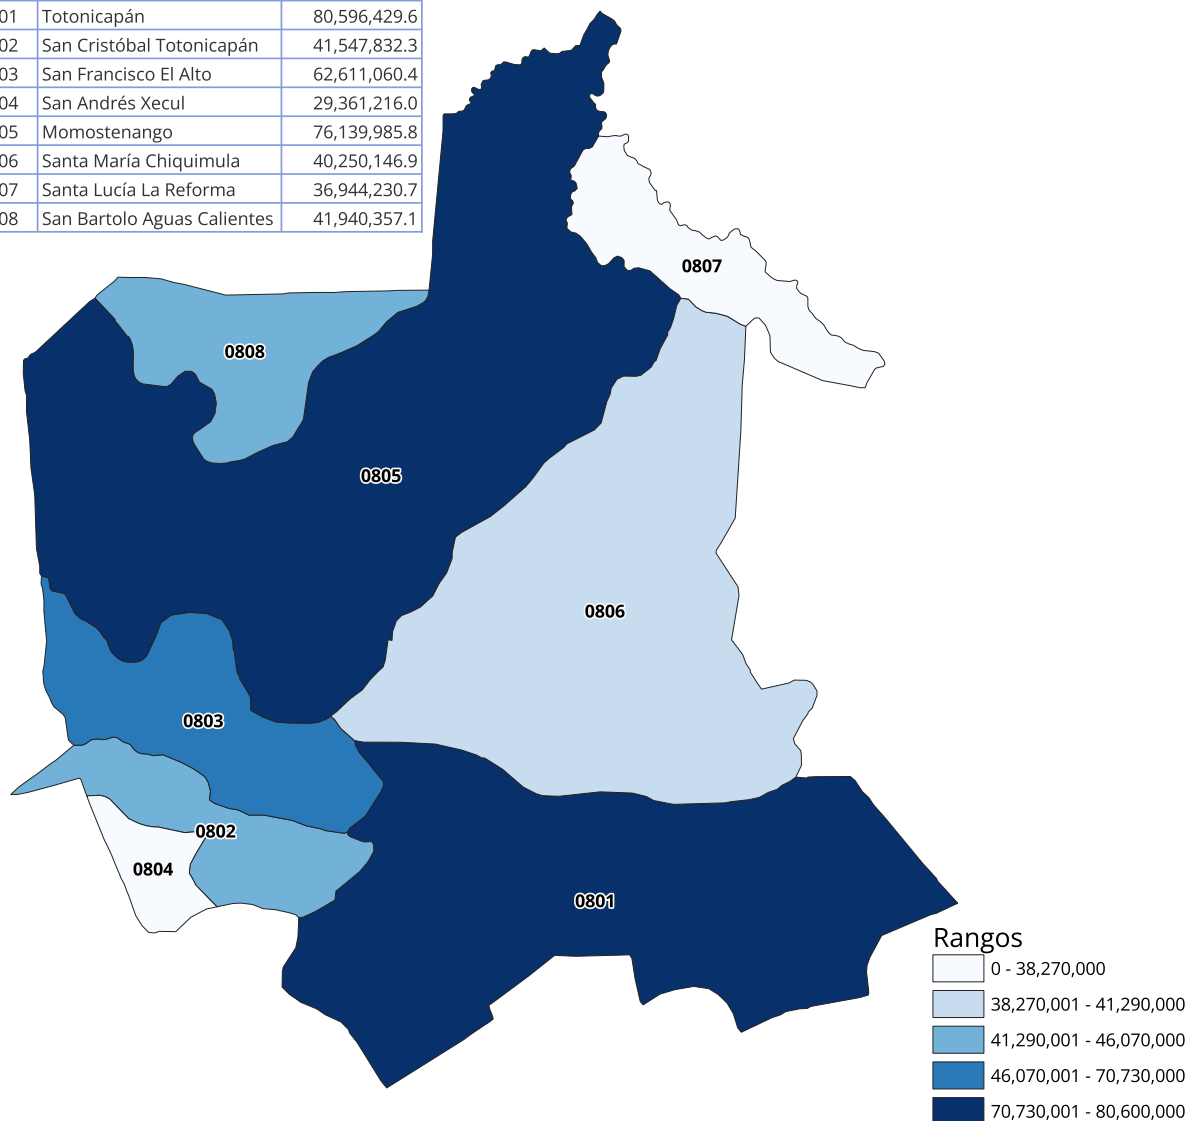 01 Totonicapán 80,596,429.6
02 San Cristóbal Totonicapán 41,547,832.3
03 San Francisco El Alto 62,611,060.4
04 San Andrés Xecul 29,361,216.0
05 Momostenango 76,139,985.8
06 Santa María Chiquimula 40,250,146.9
07 Santa Lucía La Reforma 36,944,230.7
08 San Bartolo Aguas Calientes 41,940,357.1
0807
0808
0805
0806
0803
0802
0804
0801
Rangos
0 - 38,270,000
38,270,001 - 41,290,000
41,290,001 - 46,070,000
46,070,001 - 70,730,000
70,730,001 - 80,600,000